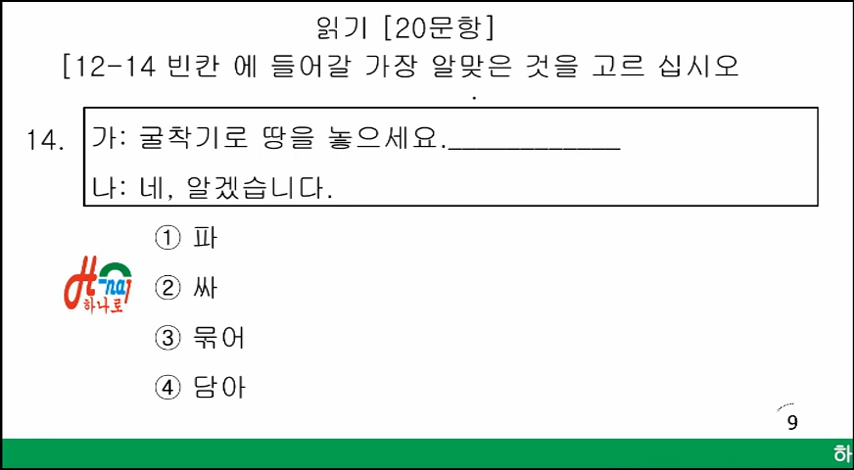 읽기 [20문항]
[12-14 빈칸 에 들어갈 가장 알맞은 것을 고르 십시오
.
14. 가: 굴착기로 땅을 놓으세요.____________
나: 네, 알겠습니다.
① 파
② 싸
③ 묶어
④ 담아
H-naj
하나로
9
하